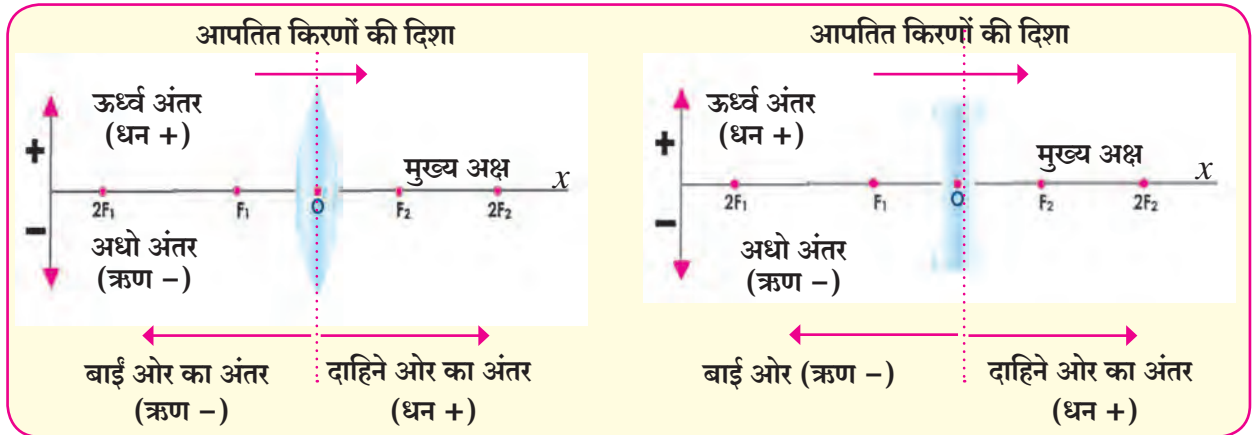 आपतित किरणों की दिशा
ऊर्ध्व अंतर
(धन +)
+
मुख्य अक्ष
x
2F₁ F₁ O F₂ 2F₂
−
अधो अंतर
(ऋण −)
बाईं ओर का अंतर
(ऋण −)
दाहिने ओर का अंतर
(धन +)
आपतित किरणों की दिशा
ऊर्ध्व अंतर
(धन +)
+
मुख्य अक्ष
x
2F₁ F₁ O F₂ 2F₂
−
अधो अंतर
(ऋण −)
बाई ओर (ऋण −)
दाहिने ओर का अंतर
(धन +)